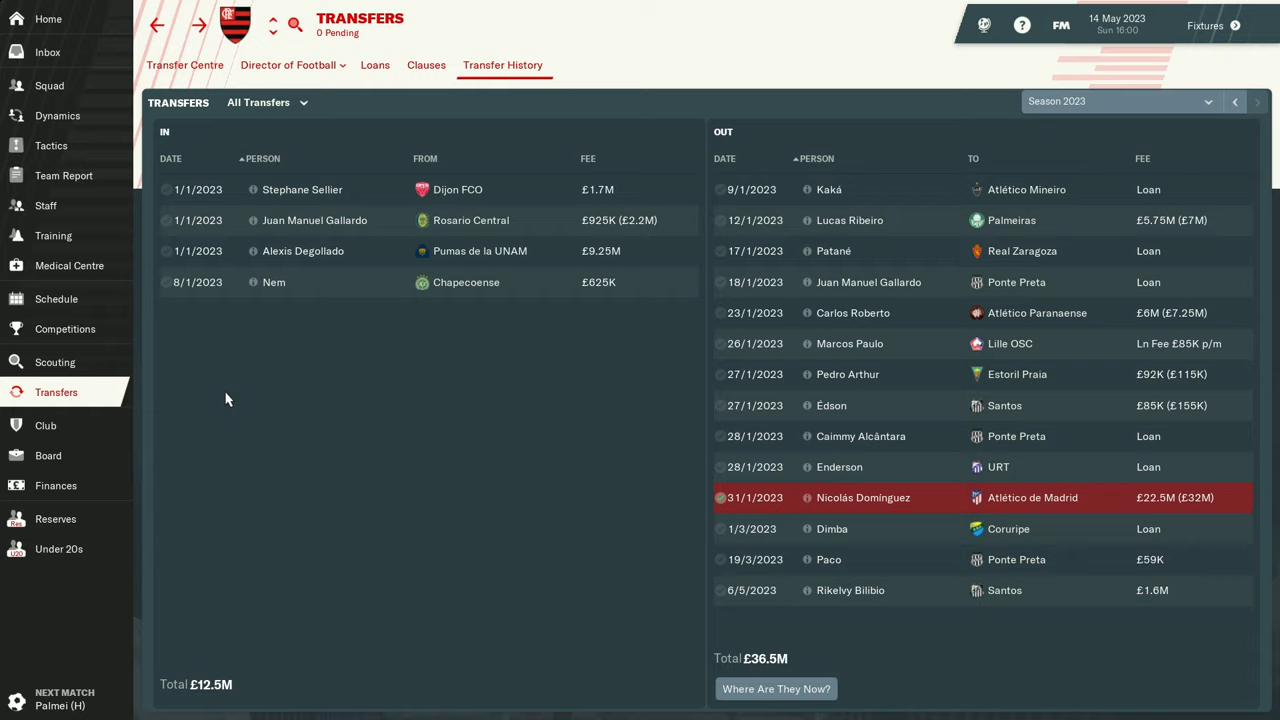 Home
Inbox
Squad
Dynamics
Tactics
Team Report
Staff
Training
Medical Centre
Schedule
Competitions
Scouting
Transfers
Club
Board
Finances
Res
Reserves
U20
Under 20s
NEXT MATCH
Palmei (H)
TRANSFERS
0 Pending
? FM
14 May 2023
Sun 16:00
Fixtures
Transfer Centre Director of Football Loans Clauses Transfer History
TRANSFERS All Transfers
Season 2023
IN
DATE PERSON FROM FEE
1/1/2023 Stephane Sellier Dijon FCO £1.7M
1/1/2023 Juan Manuel Gallardo Rosario Central £925K (£2.2M)
1/1/2023 Alexis Degollado Pumas de la UNAM £9.25M
8/1/2023 Nem Chapecoense £625K
Total £12.5M
OUT
DATE PERSON TO FEE
9/1/2023 Kaká Atlético Mineiro Loan
12/1/2023 Lucas Ribeiro Palmeiras £5.75M (£7M)
17/1/2023 Patané Real Zaragoza Loan
18/1/2023 Juan Manuel Gallardo Ponte Preta Loan
23/1/2023 Carlos Roberto Atlético Paranaense £6M (£7.25M)
26/1/2023 Marcos Paulo Lille OSC Ln Fee £85K p/m
27/1/2023 Pedro Arthur Estoril Praia £92K (£115K)
27/1/2023 Édson Santos £85K (£155K)
28/1/2023 Caimmy Alcântara Ponte Preta Loan
28/1/2023 Enderson URT Loan
31/1/2023 Nicolás Domínguez Atlético de Madrid £22.5M (£32M)
1/3/2023 Dimba Coruripe Loan
19/3/2023 Paco Ponte Preta £59K
6/5/2023 Rikelvy Bilibio Santos £1.6M
Total £36.5M
Where Are They Now?